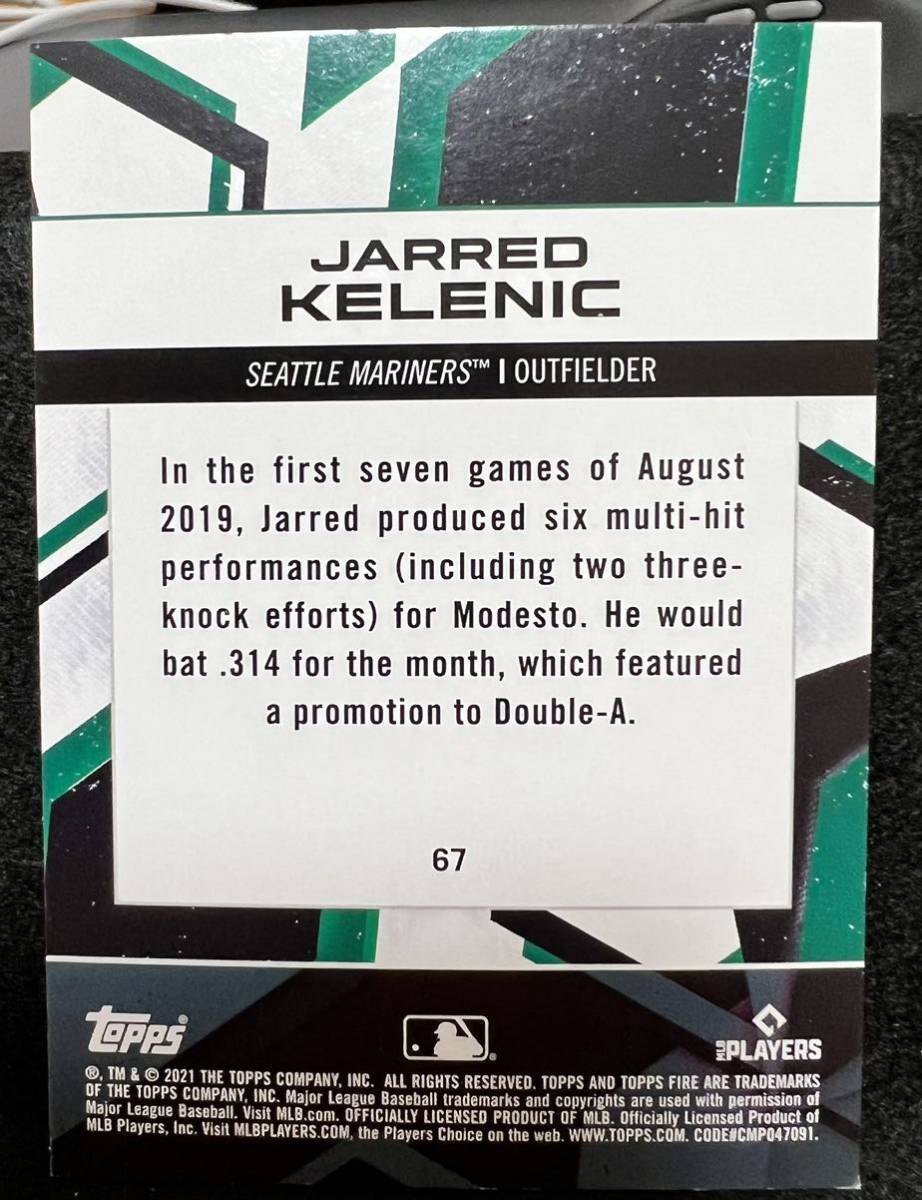 JARRED
KELENIC
SEATTLE MARINERS™ | OUTFIELDER
In the first seven games of August
2019, Jarred produced six multi-hit
performances (including two three-
knock efforts) for Modesto. He would
bat .314 for the month, which featured
a promotion to Double-A.
67
Topps
®
MLB PLAYERS
®, TM & © 2021 THE TOPPS COMPANY, INC. ALL RIGHTS RESERVED. TOPPS AND TOPPS FIRE ARE TRADEMARKS
OF THE TOPPS COMPANY, INC. Major League Baseball trademarks and copyrights are used with permission of
Major League Baseball. Visit MLB.com. OFFICIALLY LICENSED PRODUCT OF MLB. Officially Licensed Product of
MLB Players, Inc. Visit MLBPLAYERS.COM, the Players Choice on the web. WWW.TOPPS.COM. CODE#CMP047091.